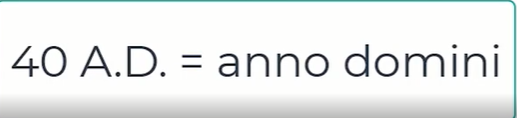 40 A.D. = anno domini